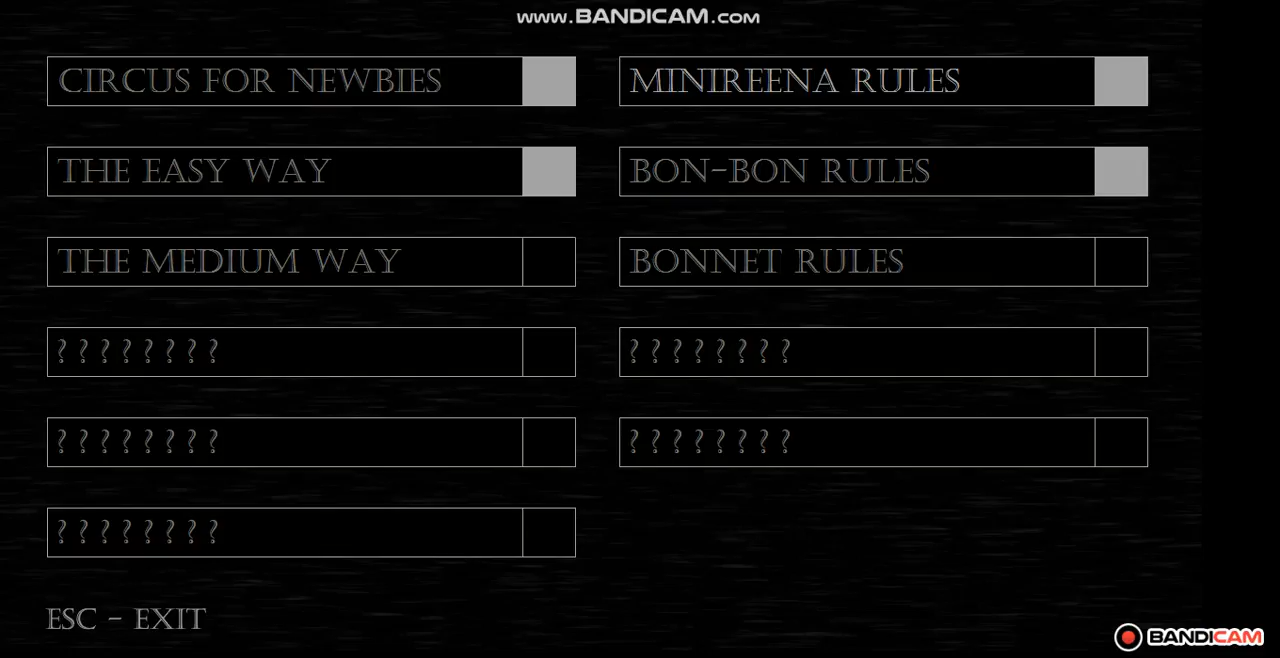 www.BANDICAM.com
CIRCUS FOR NEWBIES
MINIREENA RULES
THE EASY WAY
BON-BON RULES
THE MEDIUM WAY
BONNET RULES
? ? ? ? ? ? ? ?
? ? ? ? ? ? ? ?
? ? ? ? ? ? ? ?
? ? ? ? ? ? ? ?
? ? ? ? ? ? ? ?
ESC - EXIT
BANDICAM